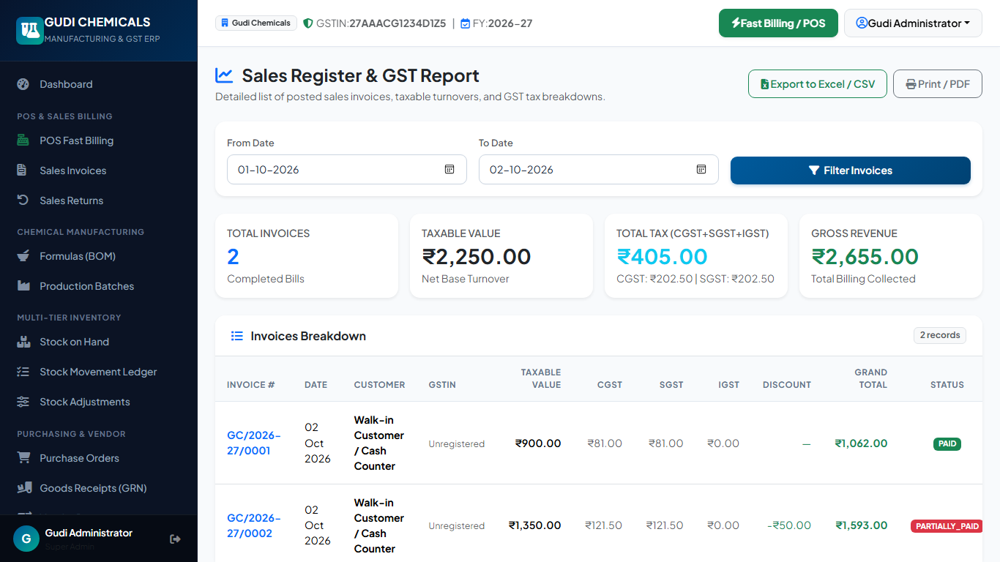 GUDI CHEMICALS
MANUFACTURING & GST ERP
Dashboard
POS & SALES BILLING
POS Fast Billing
Sales Invoices
Sales Returns
CHEMICAL MANUFACTURING
Formulas (BOM)
Production Batches
MULTI-TIER INVENTORY
Stock on Hand
Stock Movement Ledger
Stock Adjustments
PURCHASING & VENDOR
Purchase Orders
Goods Receipts (GRN)
G
Gudi Administrator
Super Admin
Gudi Chemicals
GSTIN:27AAACG1234D1Z5 | FY:2026-27
Fast Billing / POS
Gudi Administrator
Sales Register & GST Report
Detailed list of posted sales invoices, taxable turnovers, and GST tax breakdowns.
Export to Excel / CSV
Print / PDF
From Date
01-10-2026
To Date
02-10-2026
Filter Invoices
TOTAL INVOICES
2
Completed Bills
TAXABLE VALUE
₹2,250.00
Net Base Turnover
TOTAL TAX (CGST+SGST+IGST)
₹405.00
CGST: ₹202.50 | SGST: ₹202.50
GROSS REVENUE
₹2,655.00
Total Billing Collected
Invoices Breakdown
2 records
INVOICE # DATE CUSTOMER GSTIN TAXABLE VALUE CGST SGST IGST DISCOUNT GRAND TOTAL STATUS
GC/2026-27/0001 02 Oct 2026 Walk-in Customer / Cash Counter Unregistered ₹900.00 ₹81.00 ₹81.00 ₹0.00 — ₹1,062.00 PAID
GC/2026-27/0002 02 Oct 2026 Walk-in Customer / Cash Counter Unregistered ₹1,350.00 ₹121.50 ₹121.50 ₹0.00 -₹50.00 ₹1,593.00 PARTIALLY_PAID